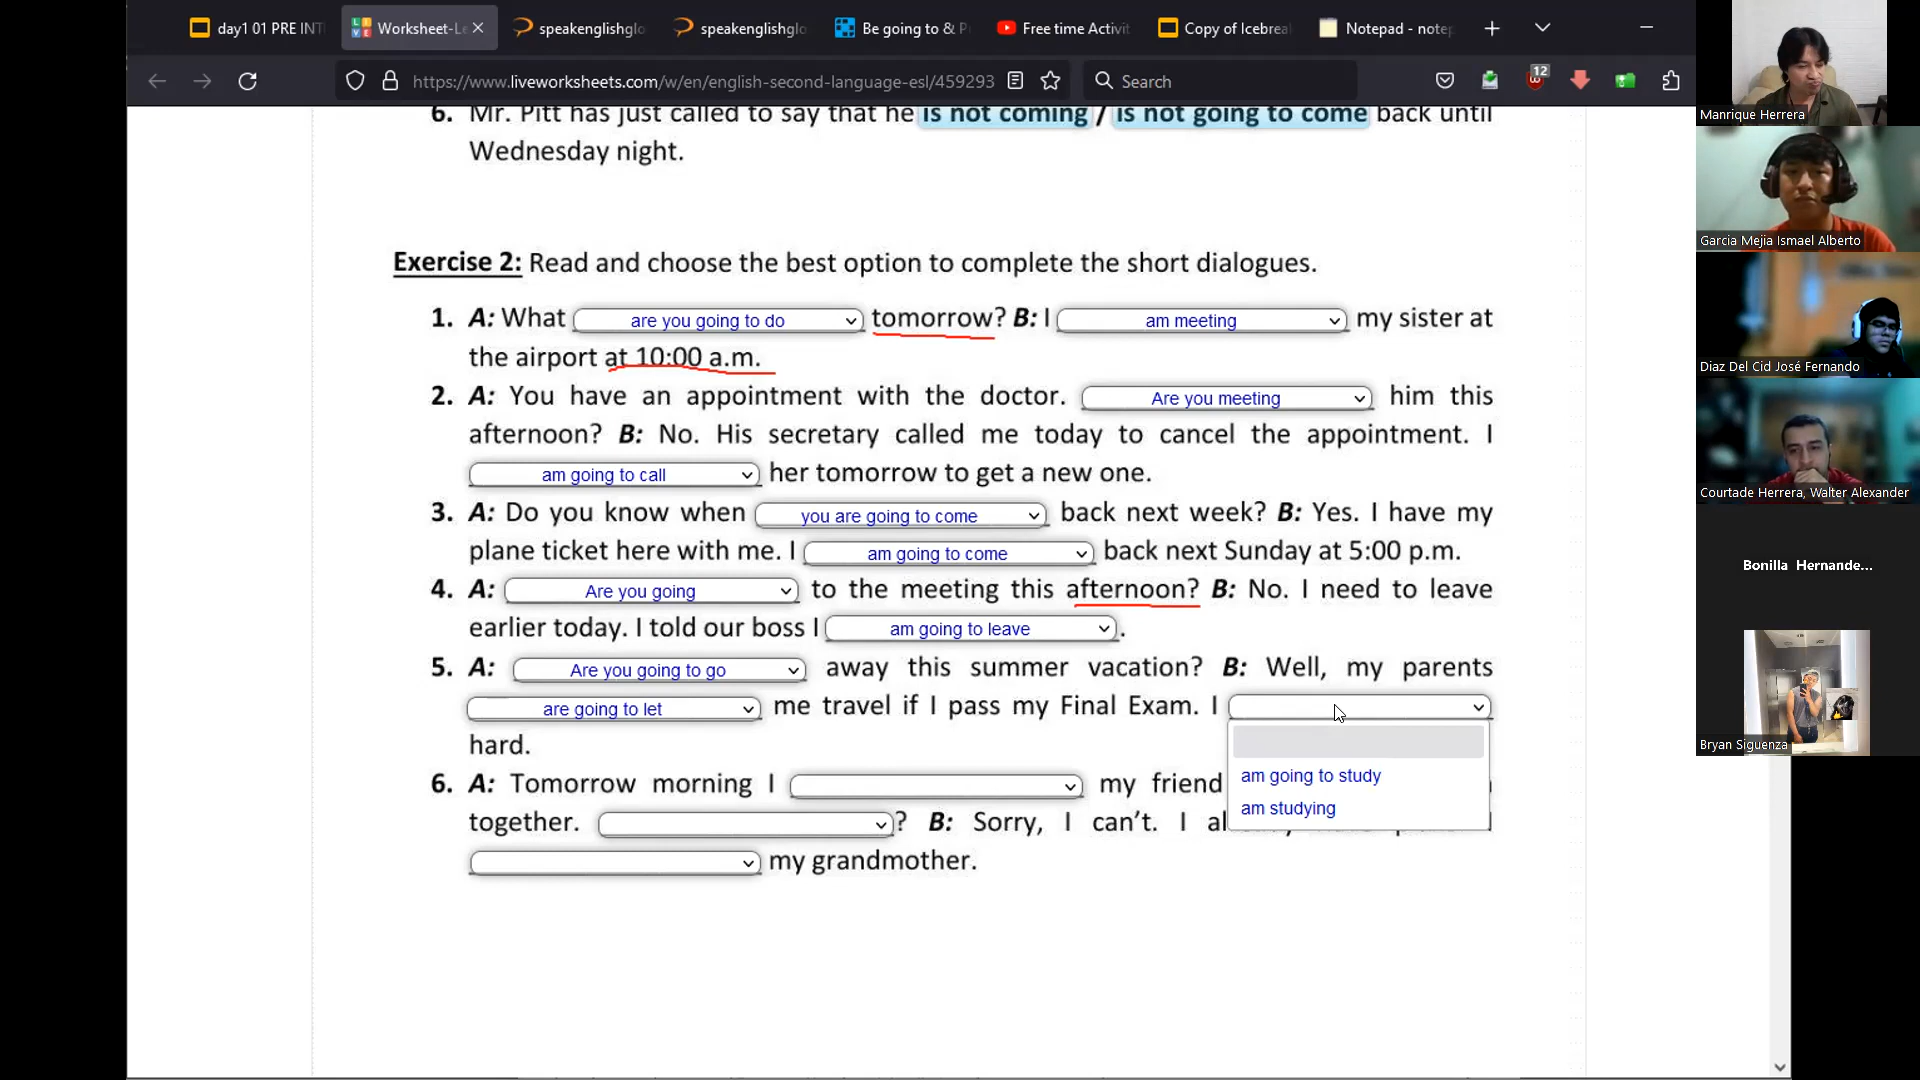 day1 01 PRE INT
Worksheet-Le
speakenglishglo
speakenglishglo
Be going to & P
Free time Activit
Copy of Icebrea
Notepad - note
https://www.liveworksheets.com/w/en/english-second-language-esl/459293
Search
12
6. Mr. Pitt has just called to say that he is not coming / is not going to come back until
Wednesday night.
Exercise 2: Read and choose the best option to complete the short dialogues.
1. A: What are you going to do tomorrow? B: I am meeting my sister at
the airport at 10:00 a.m.
2. A: You have an appointment with the doctor. Are you meeting him this
afternoon? B: No. His secretary called me today to cancel the appointment. I
am going to call her tomorrow to get a new one.
3. A: Do you know when you are going to come back next week? B: Yes. I have my
plane ticket here with me. I am going to come back next Sunday at 5:00 p.m.
4. A: Are you going to the meeting this afternoon? B: No. I need to leave
earlier today. I told our boss I am going to leave .
5. A: Are you going to go away this summer vacation? B: Well, my parents
are going to let me travel if I pass my Final Exam. I
hard.
am going to study
am studying
6. A: Tomorrow morning I my friend
together. ? B: Sorry, I can't. I
my grandmother.
Manrique Herrera
Garcia Mejia Ismael Alberto
Diaz Del Cid José Fernando
Courtade Herrera, Walter Alexander
Bonilla Hernande...
Bryan Siguenza